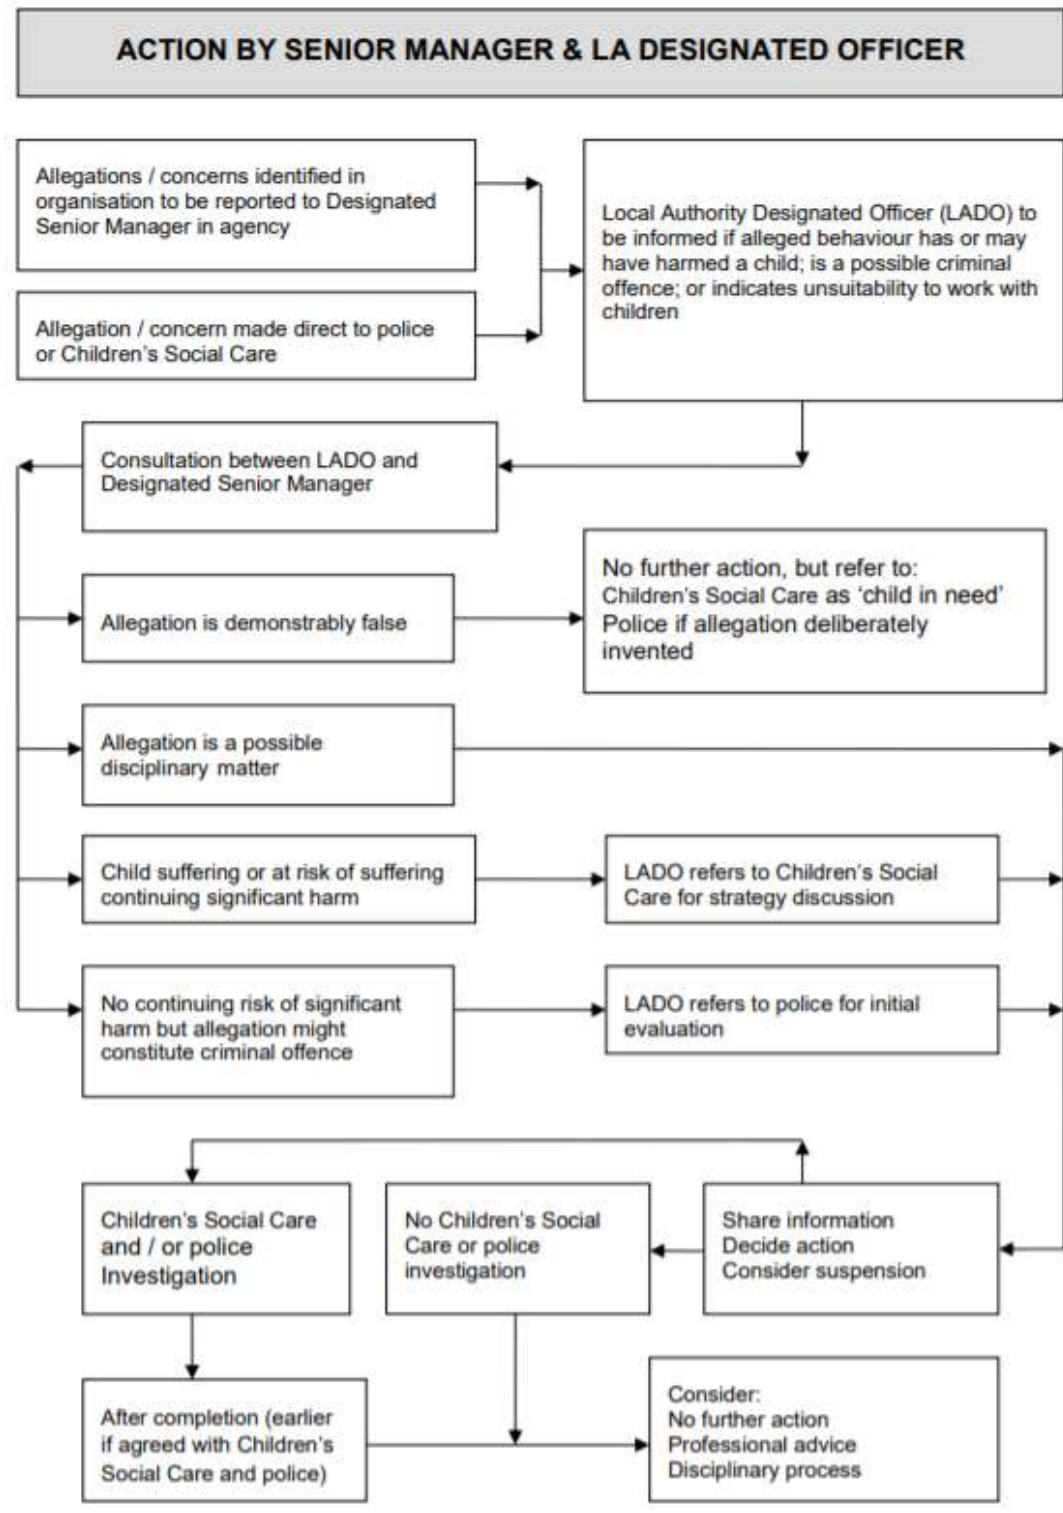 ACTION BY SENIOR MANAGER & LA DESIGNATED OFFICER
Allegations / concerns identified in
organisation to be reported to Designated
Senior Manager in agency
Allegation / concern made direct to police
or Children's Social Care
Local Authority Designated Officer (LADO) to
be informed if alleged behaviour has or may
have harmed a child; is a possible criminal
offence; or indicates unsuitability to work with
children
Consultation between LADO and
Designated Senior Manager
Allegation is demonstrably false
No further action, but refer to:
Children's Social Care as ‘child in need’
Police if allegation deliberately
invented
Allegation is a possible
disciplinary matter
Child suffering or at risk of suffering
continuing significant harm
LADO refers to Children's Social
Care for strategy discussion
No continuing risk of significant
harm but allegation might
constitute criminal offence
LADO refers to police for initial
evaluation
Children's Social Care
and / or police
Investigation
No Children's Social
Care or police
investigation
Share information
Decide action
Consider suspension
After completion (earlier
if agreed with Children's
Social Care and police)
Consider:
No further action
Professional advice
Disciplinary process